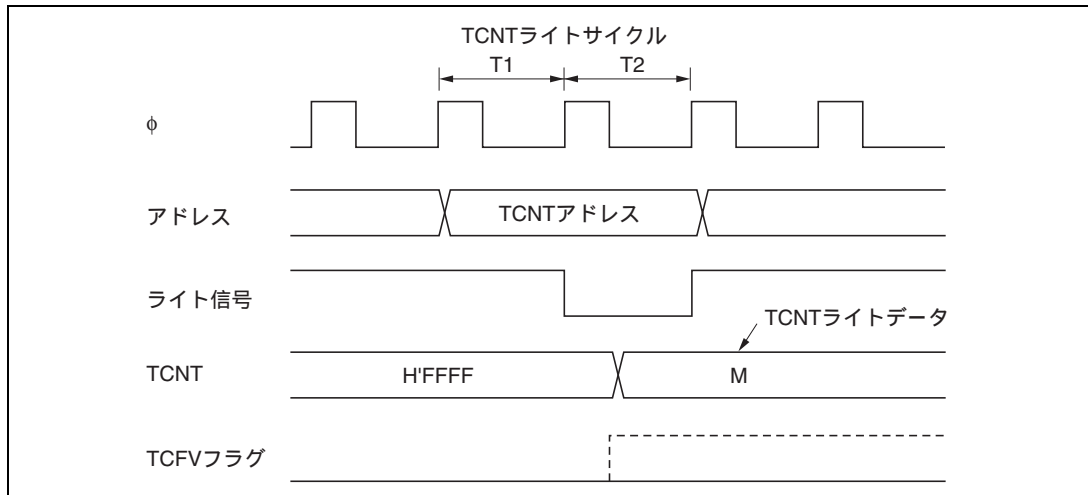 TCNTライトサイクル
T1 T2
φ
アドレス TCNTアドレス
ライト信号
TCNTライトデータ
TCNT H'FFFF M
TCFVフラグ